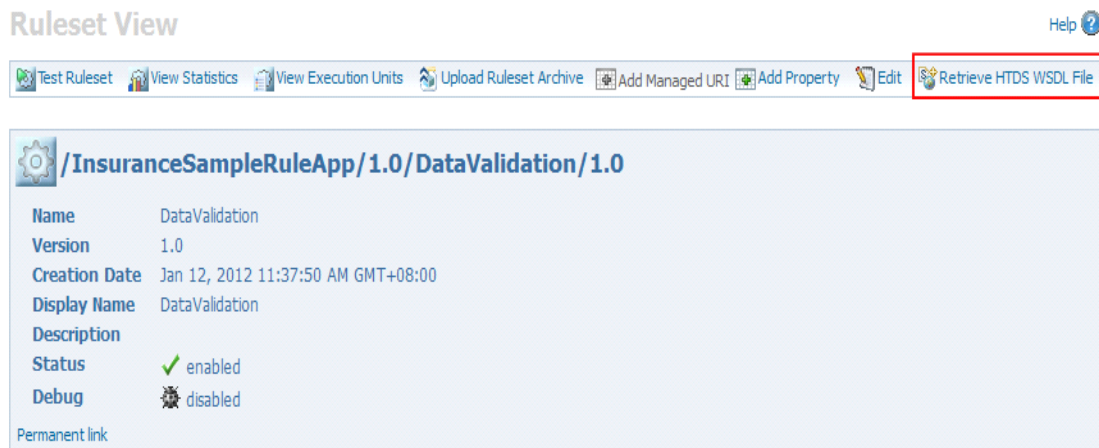 Ruleset View
Help ?
Test Ruleset View Statistics View Execution Units Upload Ruleset Archive Add Managed URI Add Property Edit Retrieve HTDS WSDL File
/InsuranceSampleRuleApp/1.0/DataValidation/1.0
Name DataValidation
Version 1.0
Creation Date Jan 12, 2012 11:37:50 AM GMT+08:00
Display Name DataValidation
Description
Status enabled
Debug disabled
Permanent link